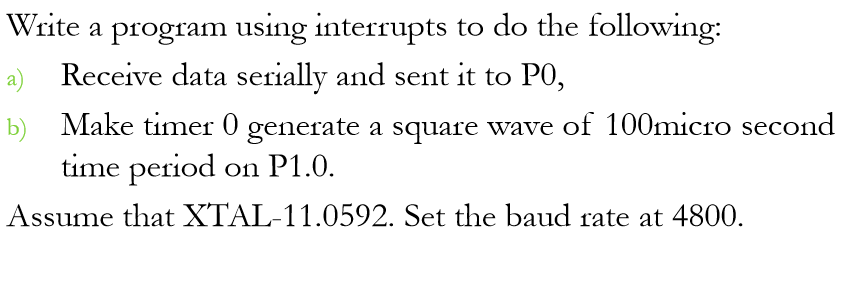 Write a program using interrupts to do the following:
a) Receive data serially and sent it to P0,
b) Make timer 0 generate a square wave of 100micro second
time period on P1.0.
Assume that XTAL-11.0592. Set the baud rate at 4800.